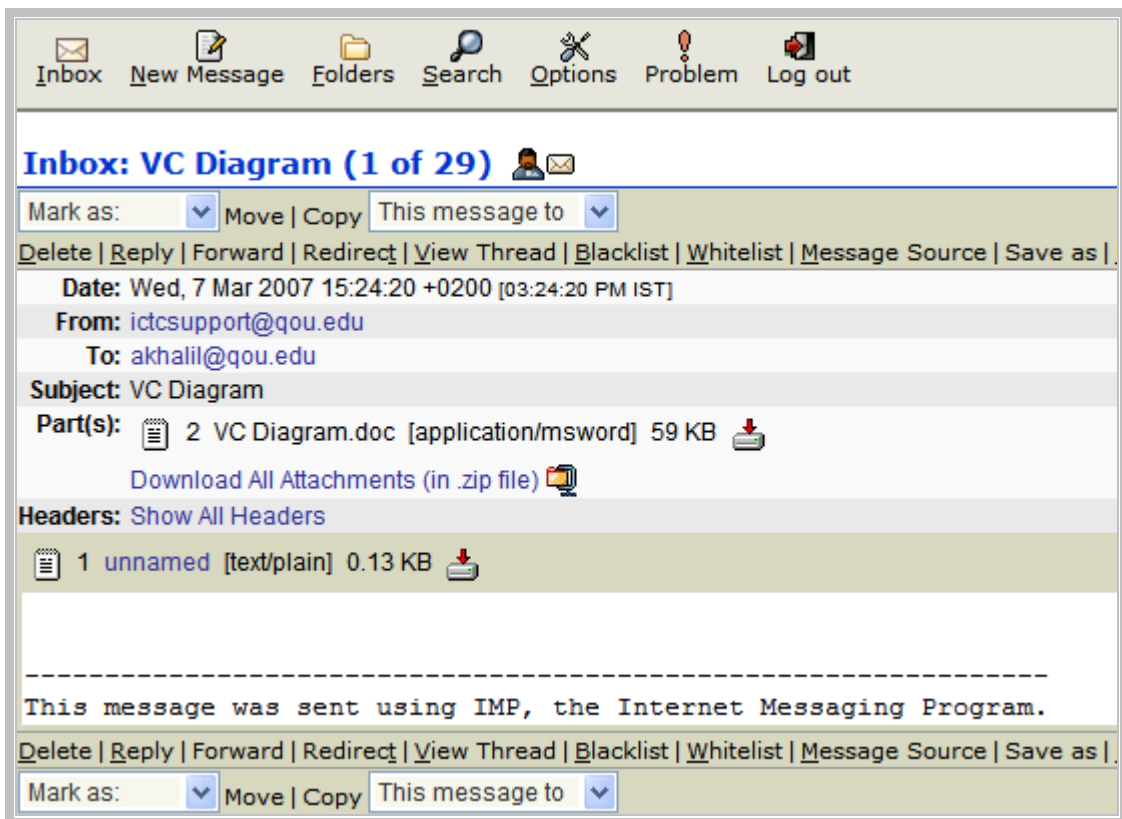 Inbox New Message Folders Search Options Problem Log out
Inbox: VC Diagram (1 of 29)
Mark as: Move | Copy This message to
Delete | Reply | Forward | Redirect | View Thread | Blacklist | Whitelist | Message Source | Save as |
Date: Wed, 7 Mar 2007 15:24:20 +0200 [03:24:20 PM IST]
From: ictcsupport@qou.edu
To: akhalil@qou.edu
Subject: VC Diagram
Part(s): 2 VC Diagram.doc [application/msword] 59 KB
Download All Attachments (in .zip file)
Headers: Show All Headers
1 unnamed [text/plain] 0.13 KB
----------------------------------------------------------------
This message was sent using IMP, the Internet Messaging Program.
Delete | Reply | Forward | Redirect | View Thread | Blacklist | Whitelist | Message Source | Save as |
Mark as: Move | Copy This message to